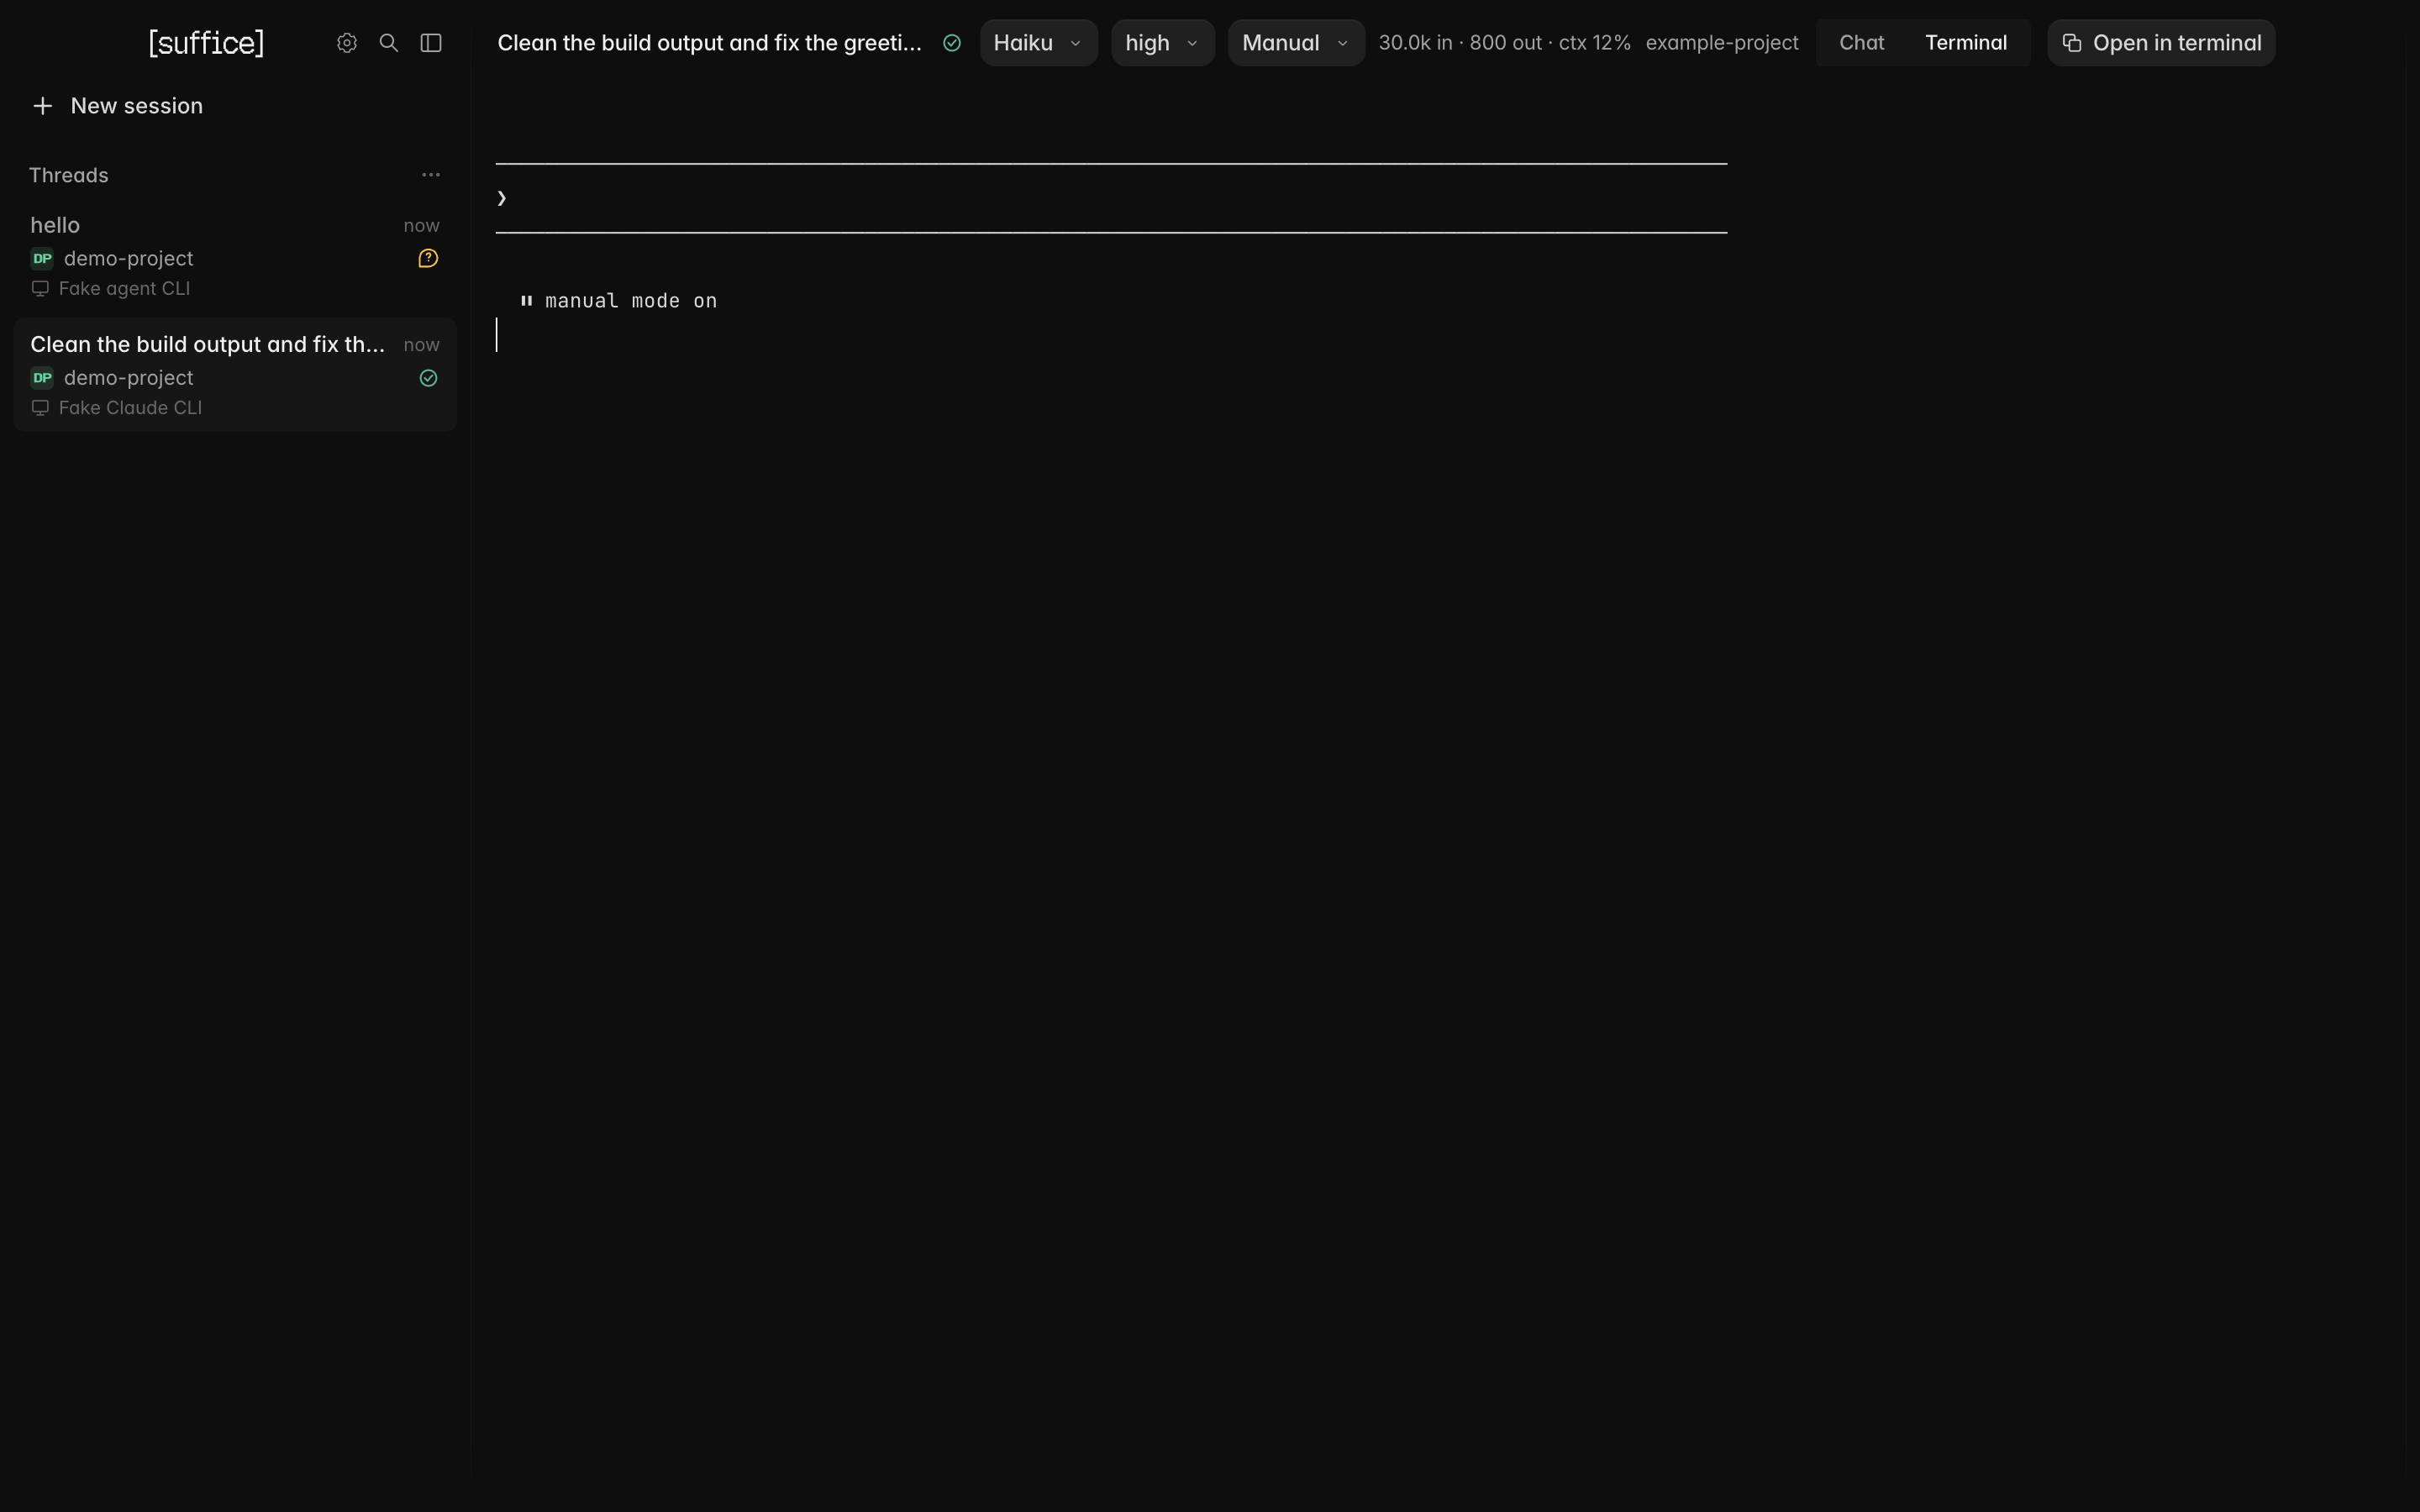 [suffice]
New session
Threads
hello now
DP demo-project
Fake agent CLI
Clean the build output and fix th... now
DP demo-project
Fake Claude CLI
Clean the build output and fix the greeti... Haiku high Manual 30.0k in · 800 out · ctx 12% example-project Chat Terminal Open in terminal
❯
⏸ manual mode on